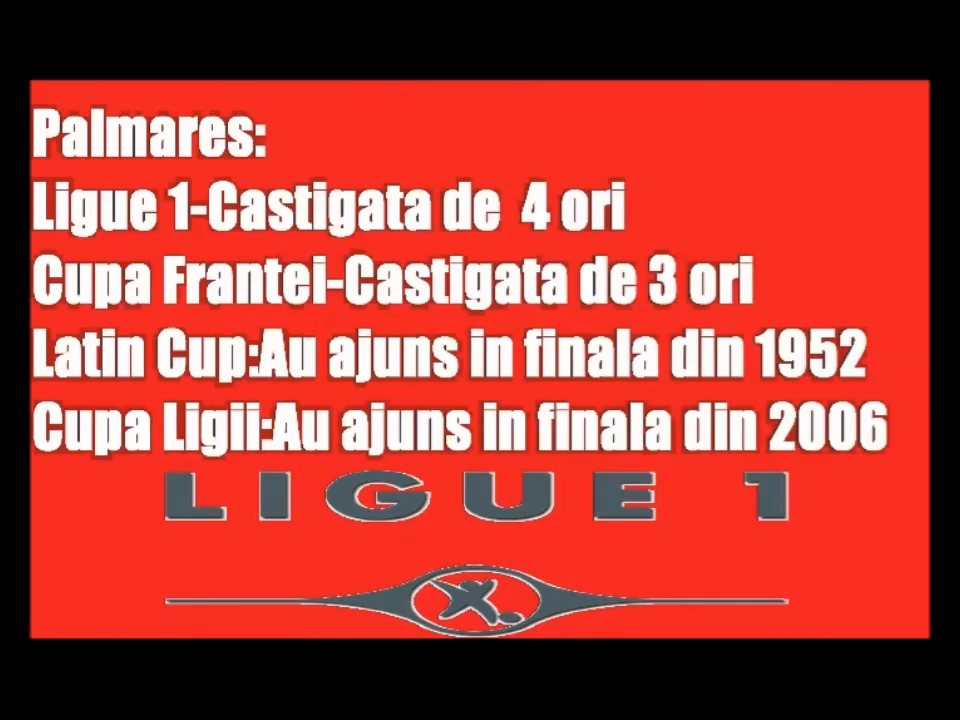 Palmares:
Ligue 1-Castigata de 4 ori
Cupa Frantei-Castigata de 3 ori
Latin Cup:Au ajuns in finala din 1952
Cupa Ligii:Au ajuns in finala din 2006
LIGUE 1